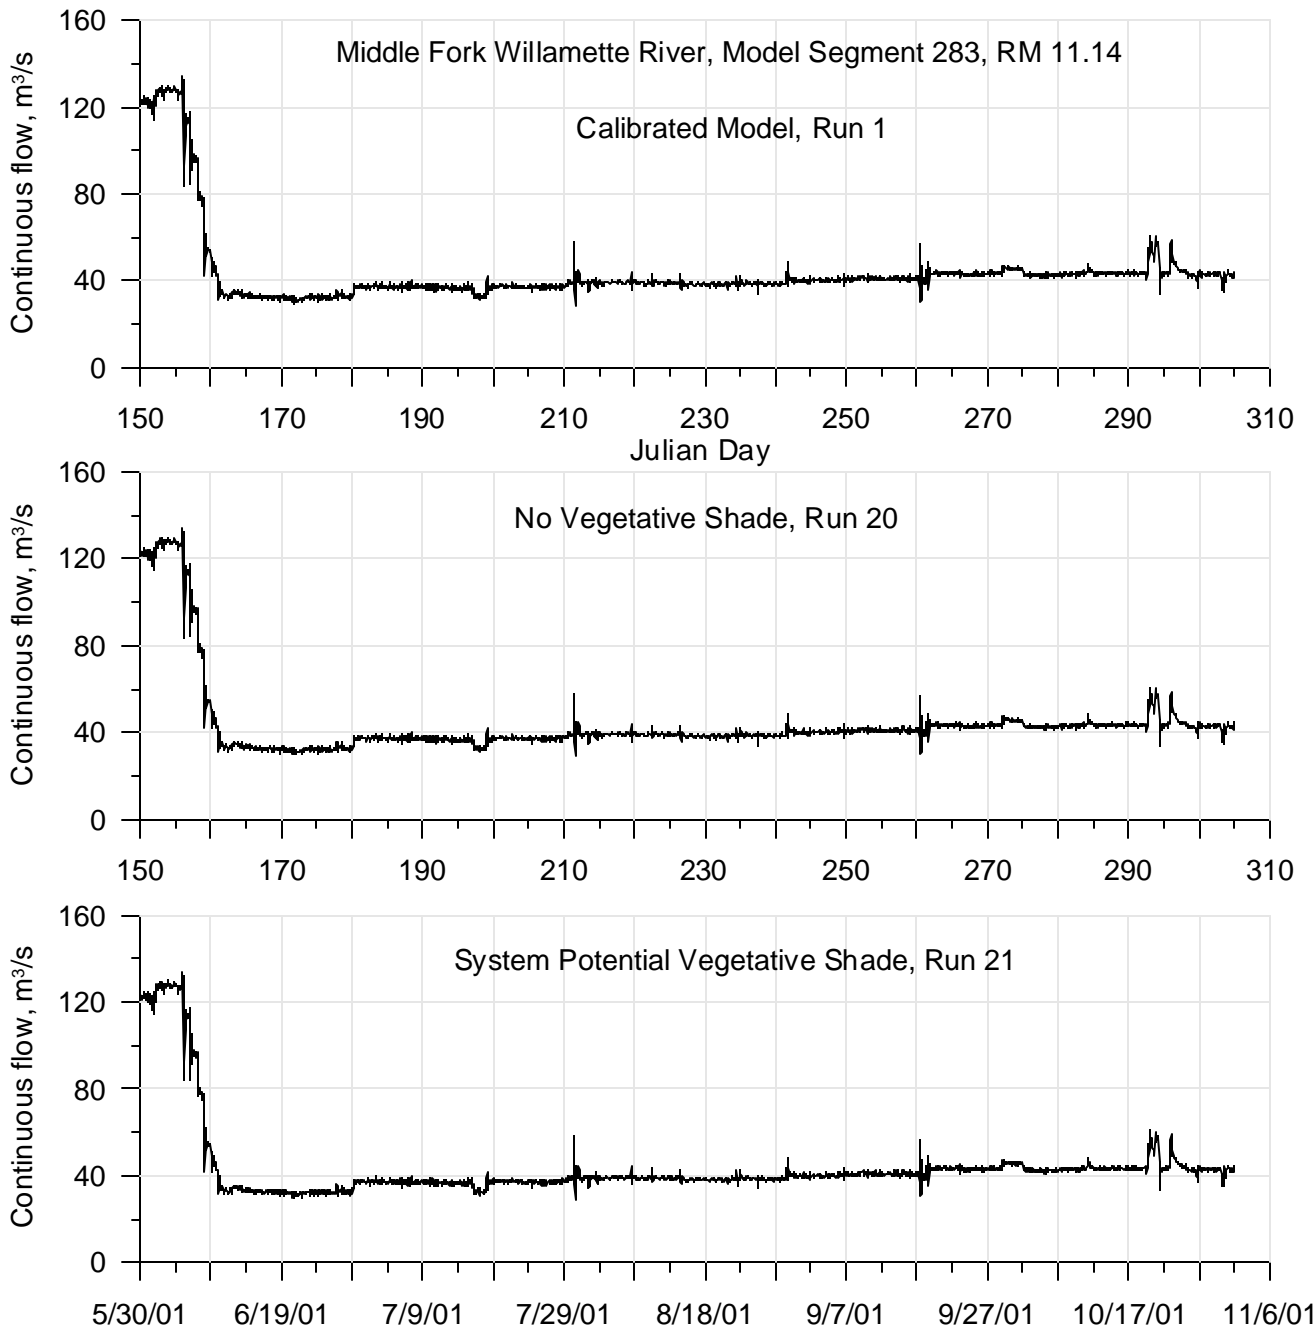 Continuous flow, m³/s
160
120
80
40
0
Middle Fork Willamette River, Model Segment 283, RM 11.14
Calibrated Model, Run 1
150 170 190 210 230 250 270 290 310
Julian Day
Continuous flow, m³/s
160
120
80
40
0
No Vegetative Shade, Run 20
150 170 190 210 230 250 270 290 310
Continuous flow, m³/s
160
120
80
40
0
System Potential Vegetative Shade, Run 21
5/30/01 6/19/01 7/9/01 7/29/01 8/18/01 9/7/01 9/27/01 10/17/01 11/6/01